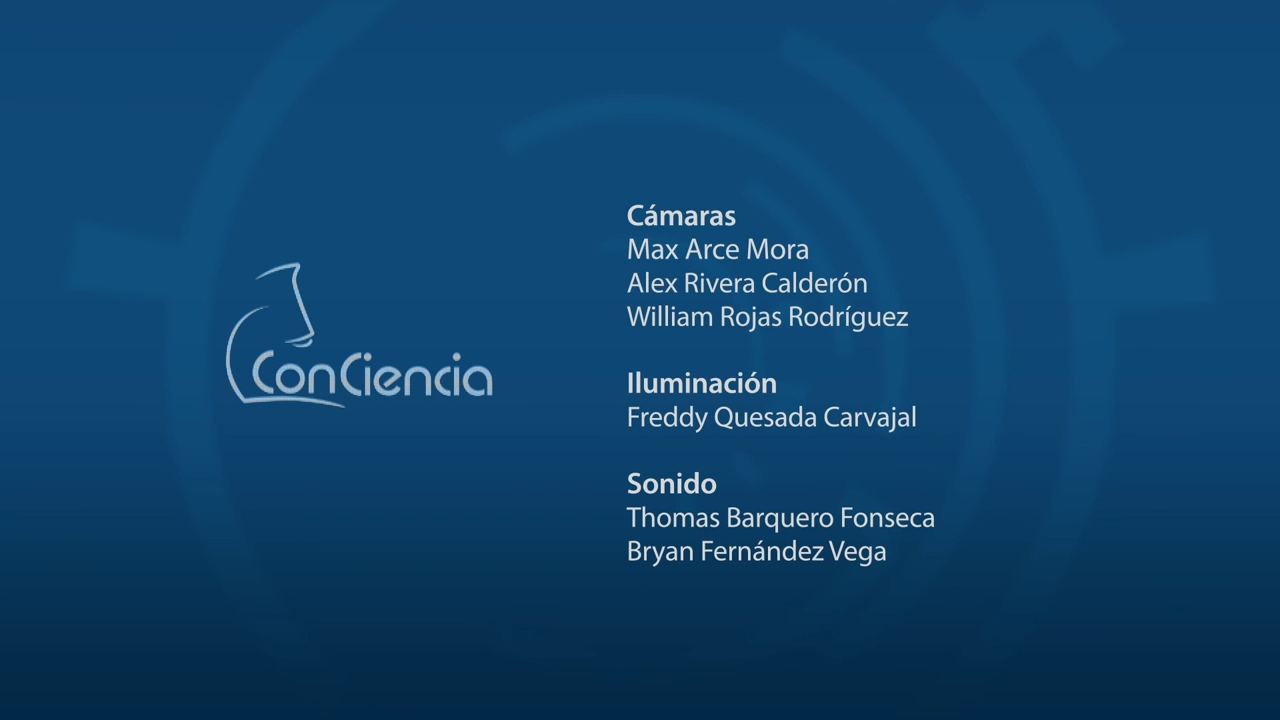 ConCiencia
Cámaras
Max Arce Mora
Alex Rivera Calderón
William Rojas Rodríguez
Iluminación
Freddy Quesada Carvajal
Sonido
Thomas Barquero Fonseca
Bryan Fernández Vega